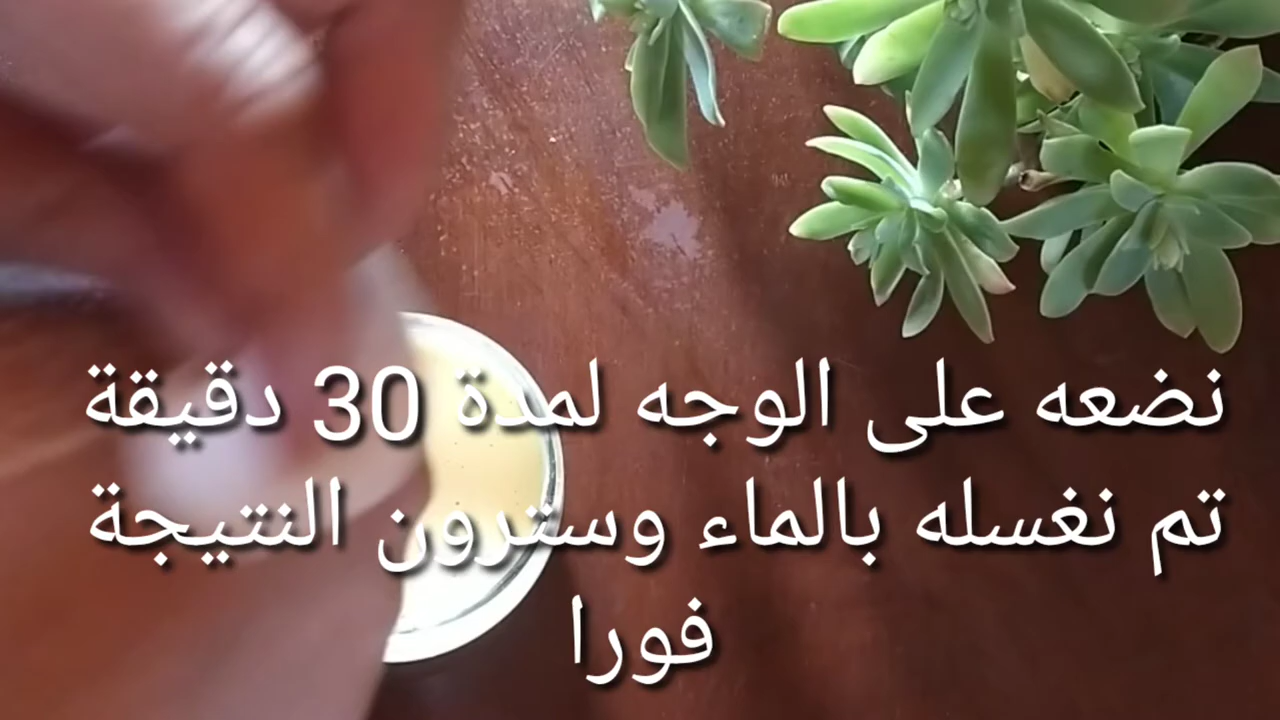 نضعه على الوجه لمدة 30 دقيقة
تم نغسله بالماء وسترون النتيجة
فورا